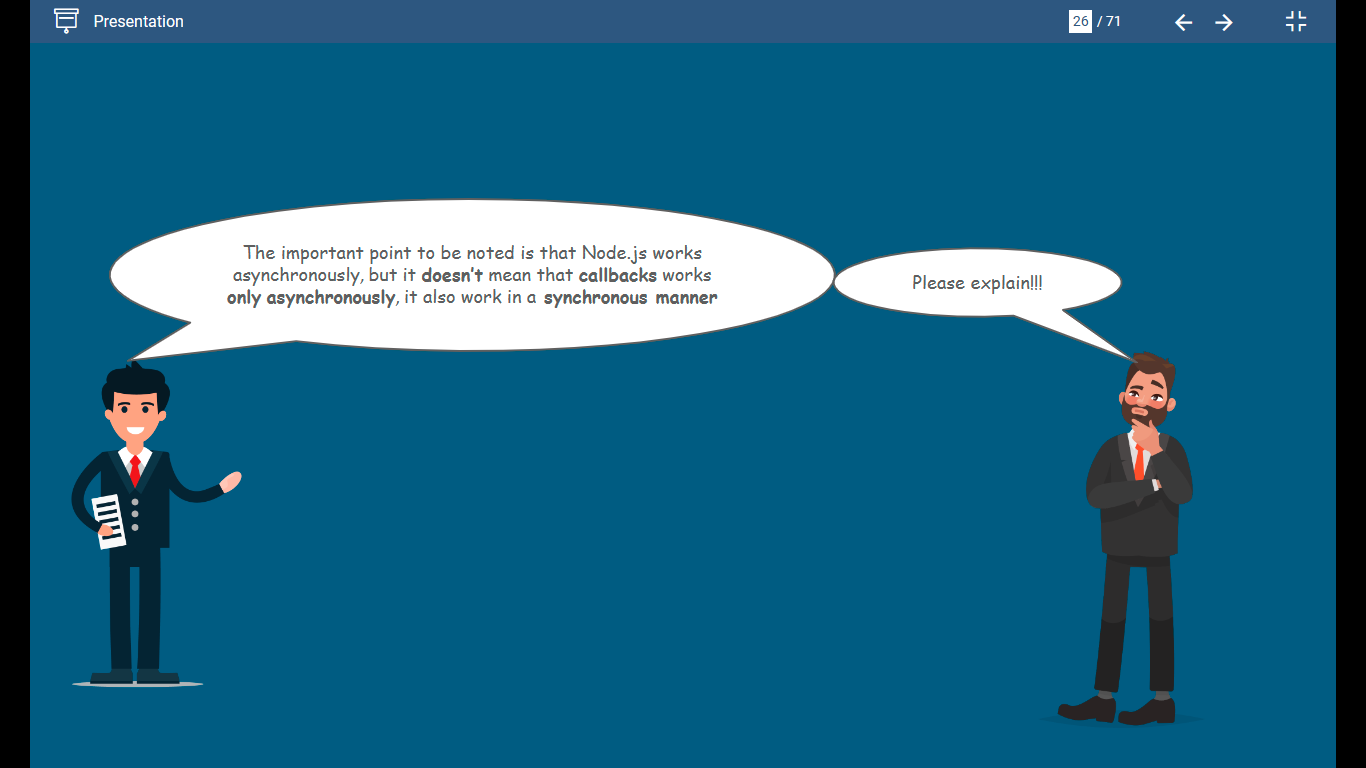 Presentation
26 / 71
The important point to be noted is that Node.js works
asynchronously, but it doesn't mean that callbacks works
only asynchronously, it also work in a synchronous manner
Please explain!!!